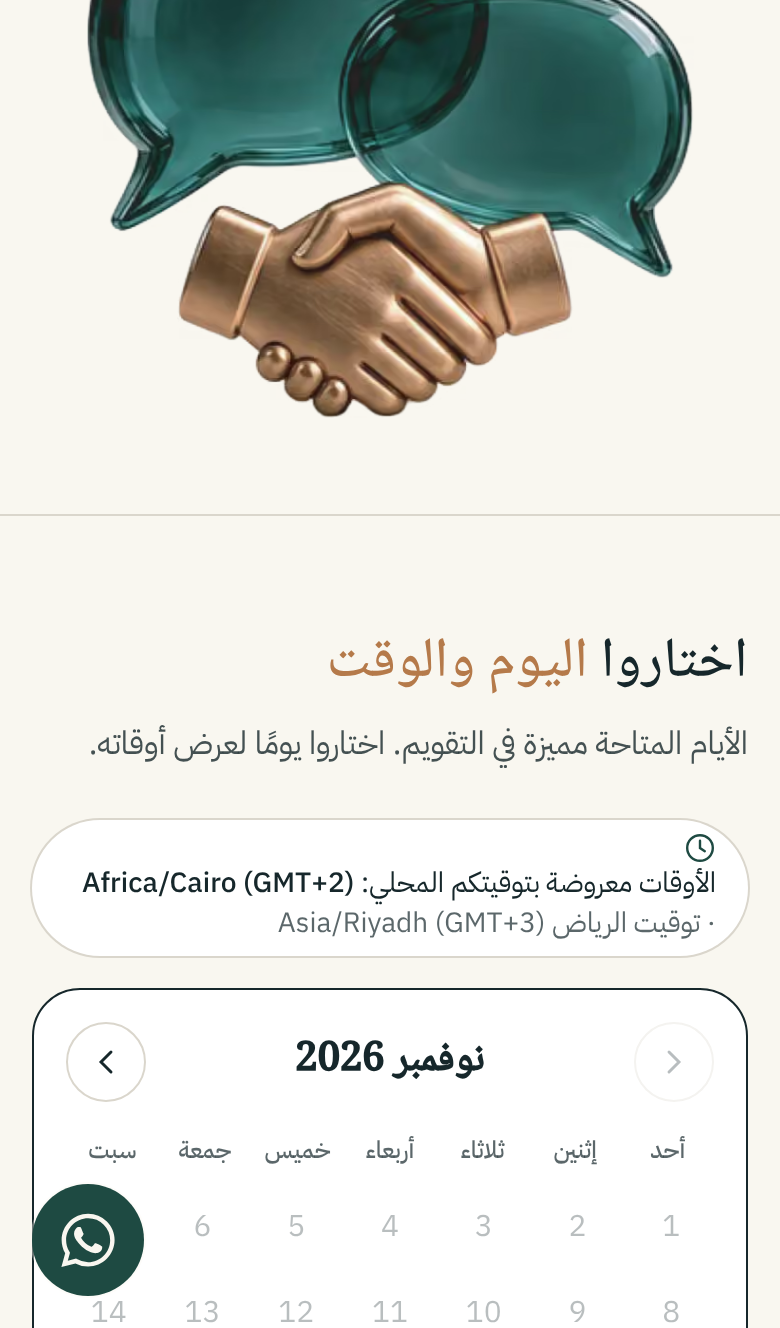 اختاروا اليوم والوقت
الأيام المتاحة مميزة في التقويم. اختاروا يومًا لعرض أوقاته.
الأوقات معروضة بتوقيتكم المحلي: Africa/Cairo (GMT+2)
· توقيت الرياض Asia/Riyadh (GMT+3)
نوفمبر 2026
أحد إثنين ثلاثاء أربعاء خميس جمعة سبت
1 2 3 4 5 6
8 9 10 11 12 13 14